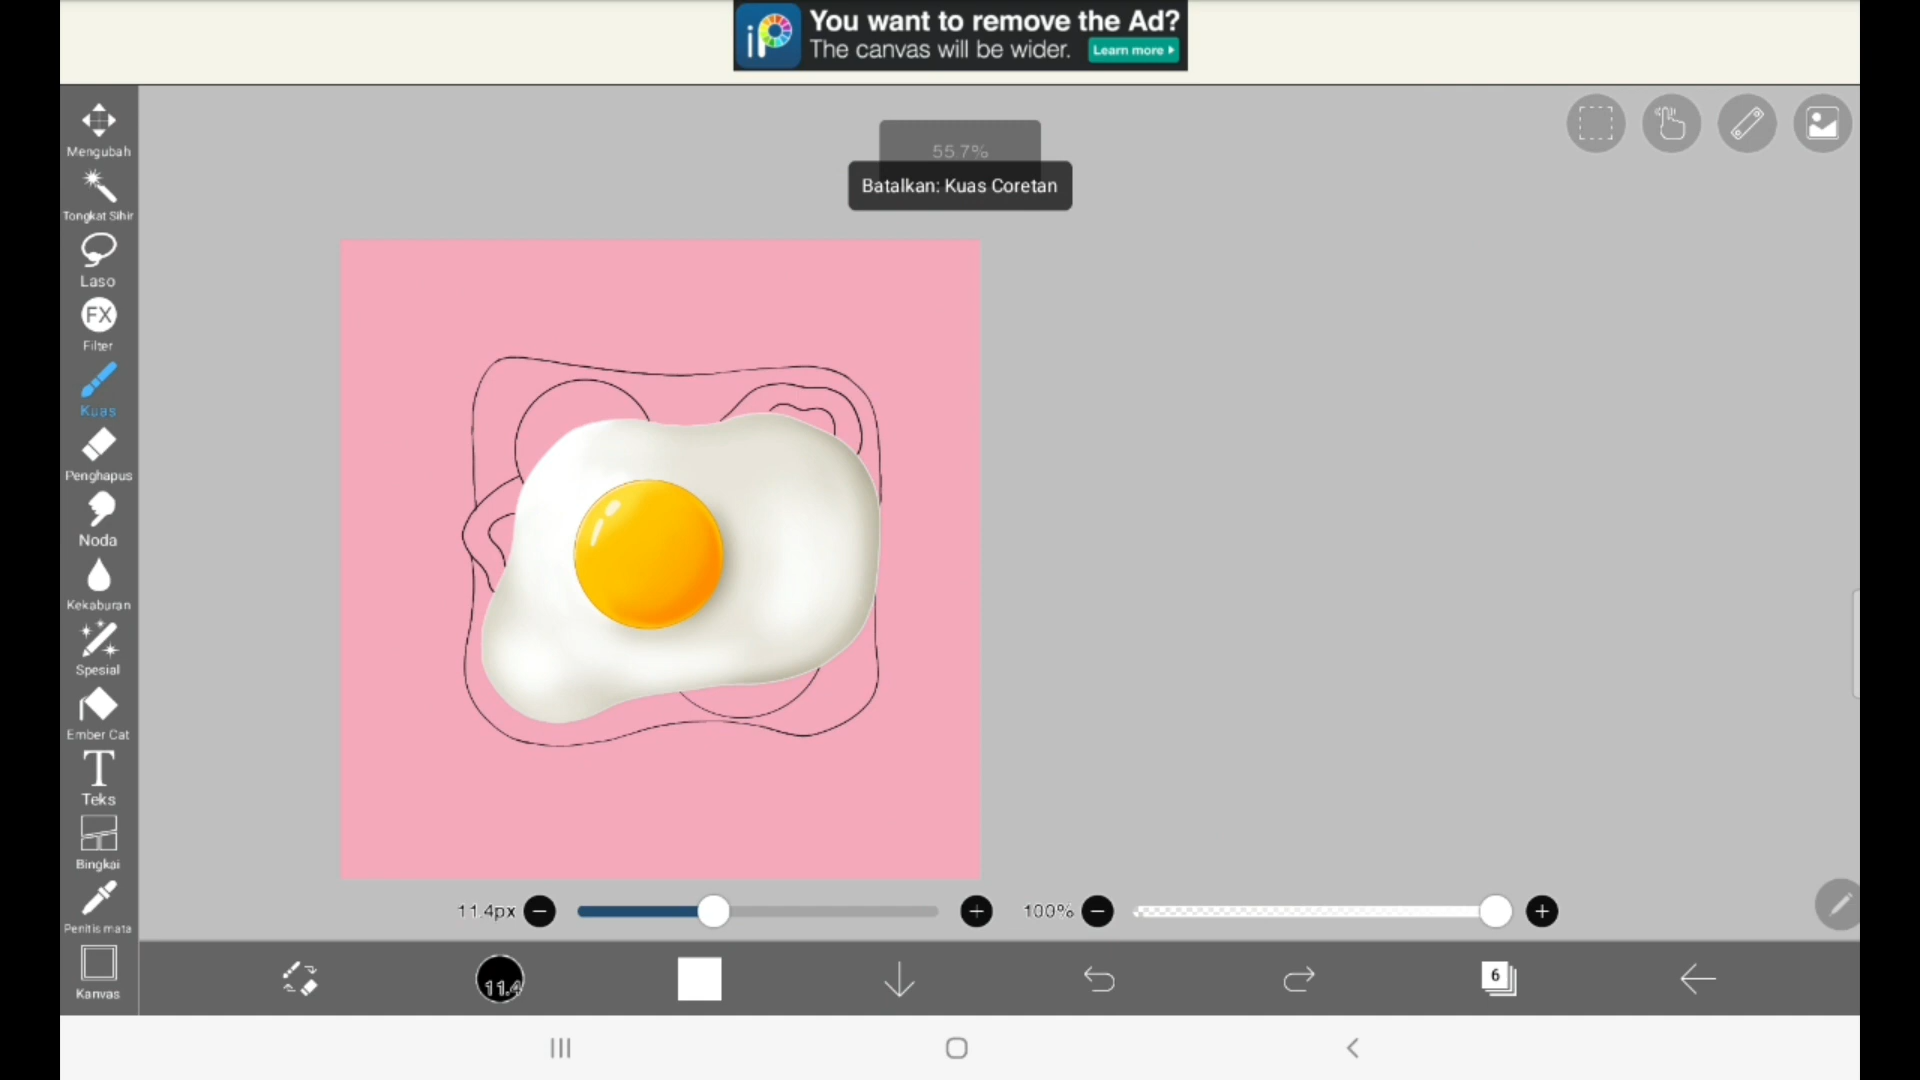 iP
You want to remove the Ad?
The canvas will be wider.
Learn more
55.7%
Batalkan: Kuas Coretan
Mengubah
Tongkat Sihir
Laso
FX
Filter
Kuas
Penghapus
Noda
Kekaburan
Spesial
Ember Cat
T
Teks
Bingkai
Penitis mata
Kanvas
11.4px
100%
11.4
6